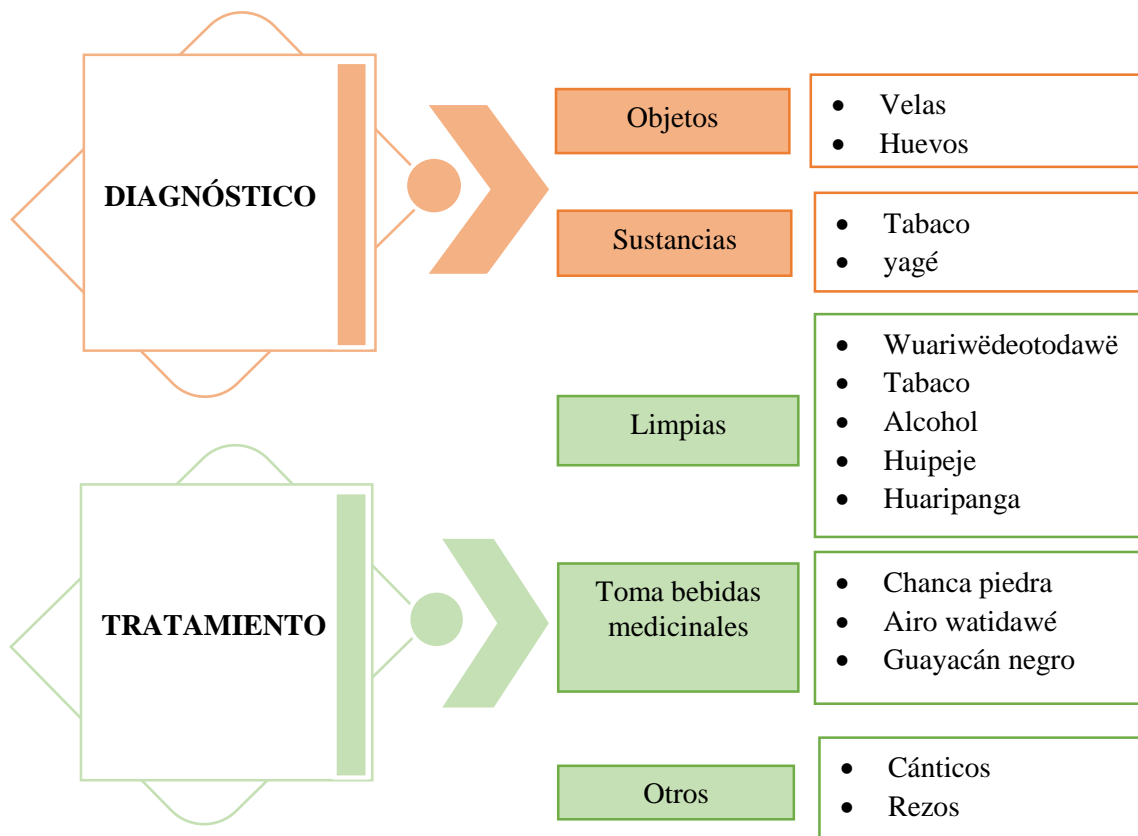 DIAGNÓSTICO
Objetos
• Velas
• Huevos
Sustancias
• Tabaco
• yagé
TRATAMIENTO
Limpias
• Wuariwëdeotodawë
• Tabaco
• Alcohol
• Huipeje
• Huaripanga
Toma bebidas
medicinales
• Chanca piedra
• Airo watidawé
• Guayacán negro
Otros
• Cánticos
• Rezos